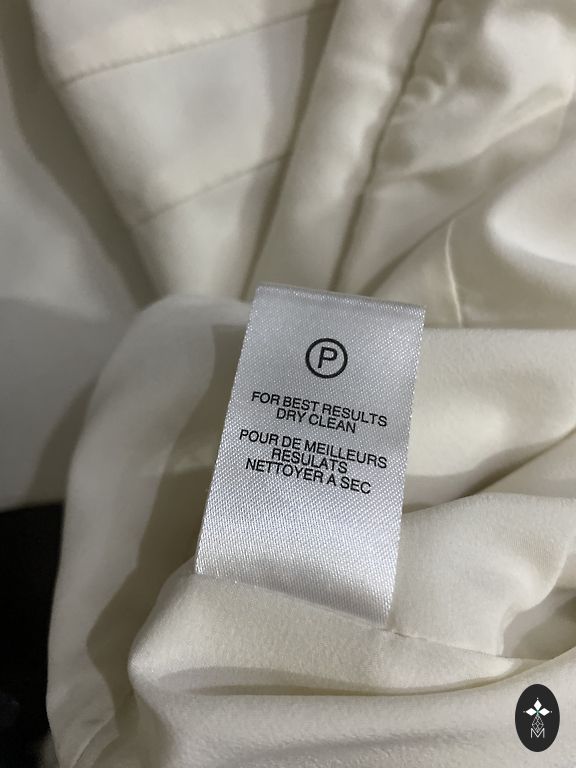 P
FOR BEST RESULTS
DRY CLEAN
POUR DE MEILLEURS
RESULATS
NETTOYER A SEC
M